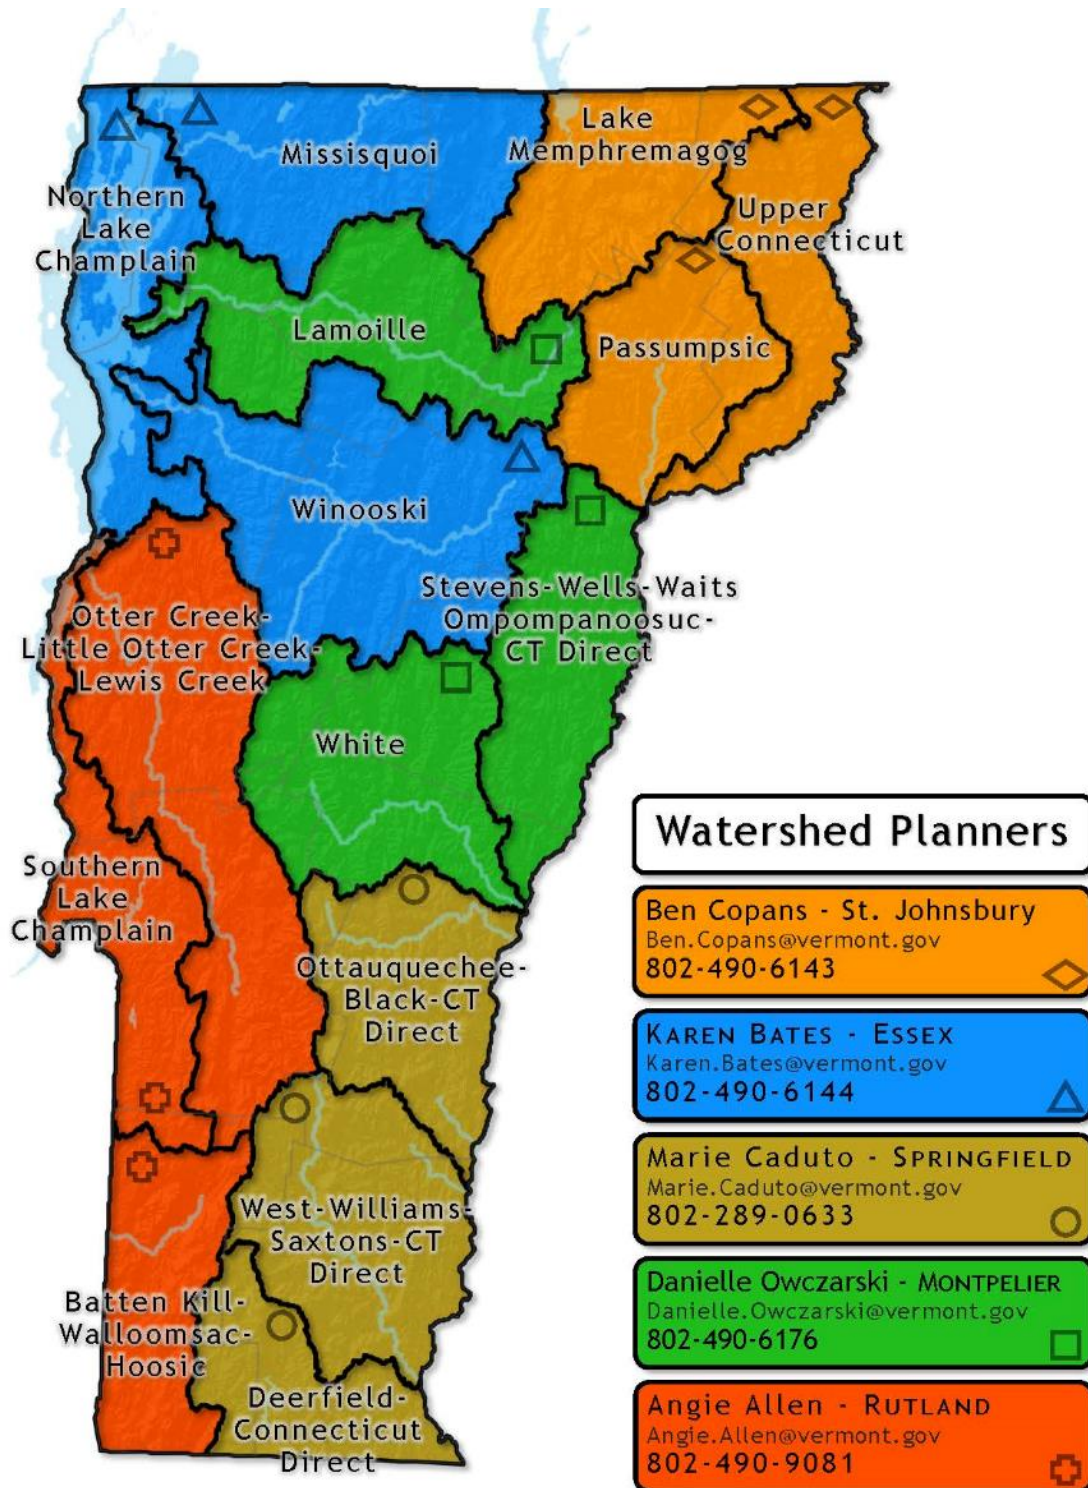 Lake
Memphremagog
Missisquoi
Northern
Lake
Champlain
Upper
Connecticut
Lamoille
Passumpsic
Winooski
Stevens-Wells-Waits
Ompompanoosuc-
CT Direct
Otter Creek-
Little Otter Creek-
Lewis Creek
White
Southern
Lake
Champlain
Ottauquechee-
Black-CT
Direct
West-Williams-
Saxtons-CT
Direct
Batten Kill-
Walloomsac-
Hoosic
Deerfield-
Connecticut
Direct
Watershed Planners
Ben Copans - St. Johnsbury
Ben.Copans@vermont.gov
802-490-6143
KAREN BATES - ESSEX
Karen.Bates@vermont.gov
802-490-6144
Marie Caduto - SPRINGFIELD
Marie.Caduto@vermont.gov
802-289-0633
Danielle Owczarski - MONTPELIER
Danielle.Owczarski@vermont.gov
802-490-6176
Angie Allen - RUTLAND
Angie.Allen@vermont.gov
802-490-9081